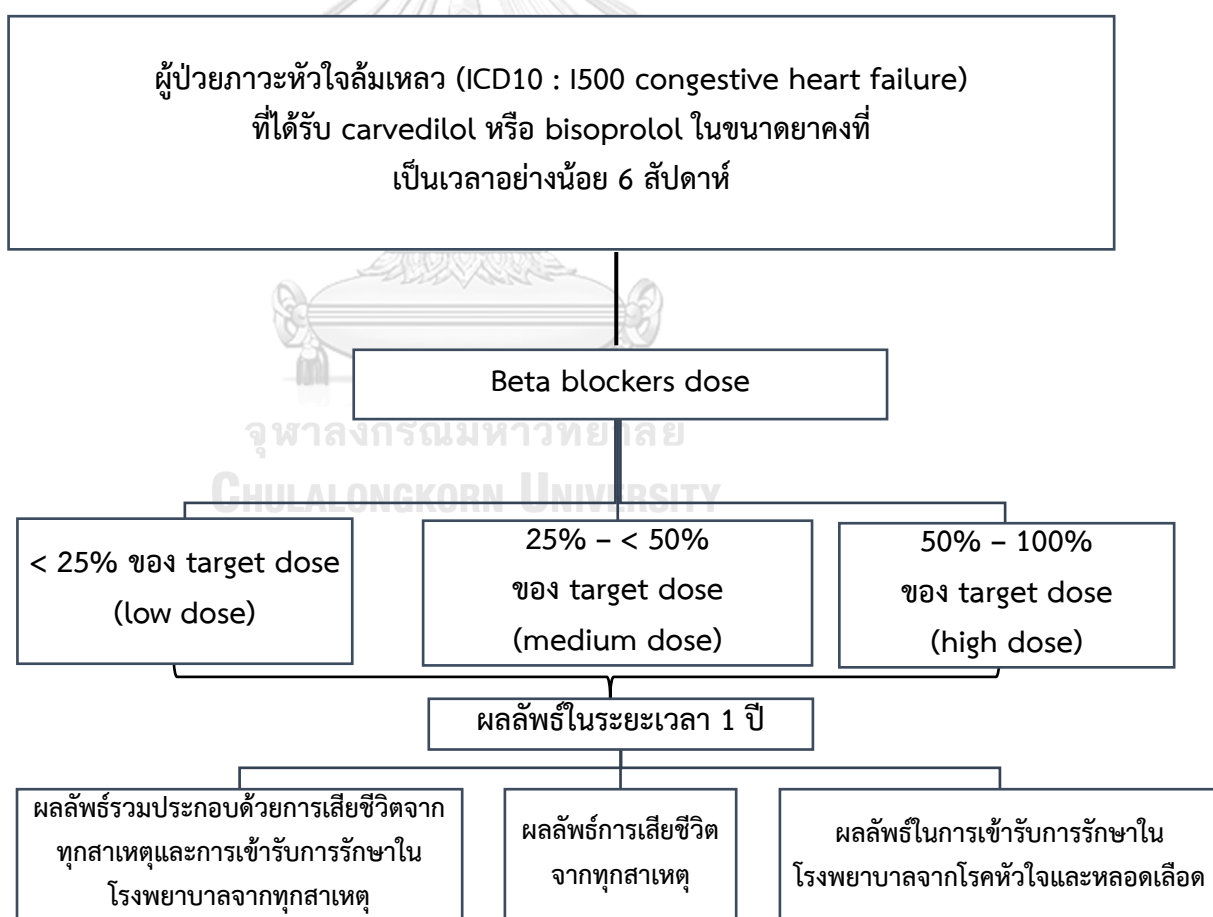 ผู้ป่วยภาวะหัวใจล้มเหลว (ICD10 : I500 congestive heart failure)
ที่ได้รับ carvedilol หรือ bisoprolol ในขนาดยาคงที่
เป็นเวลาอย่างน้อย 6 สัปดาห์
Beta blockers dose
จุฬาลงกรณ์มหาวิทยาลัย
CHULALONGKORN UNIVERSITY
< 25% ของ target dose
(low dose)
25% – < 50%
ของ target dose
(medium dose)
50% – 100%
ของ target dose
(high dose)
ผลลัพธ์ในระยะเวลา 1 ปี
ผลลัพธ์รวมประกอบด้วยการเสียชีวิตจาก
ทุกสาเหตุและการเข้ารับการรักษาใน
โรงพยาบาลจากทุกสาเหตุ
ผลลัพธ์การเสียชีวิต
จากทุกสาเหตุ
ผลลัพธ์ในการเข้ารับการรักษาใน
โรงพยาบาลจากโรคหัวใจและหลอดเลือด